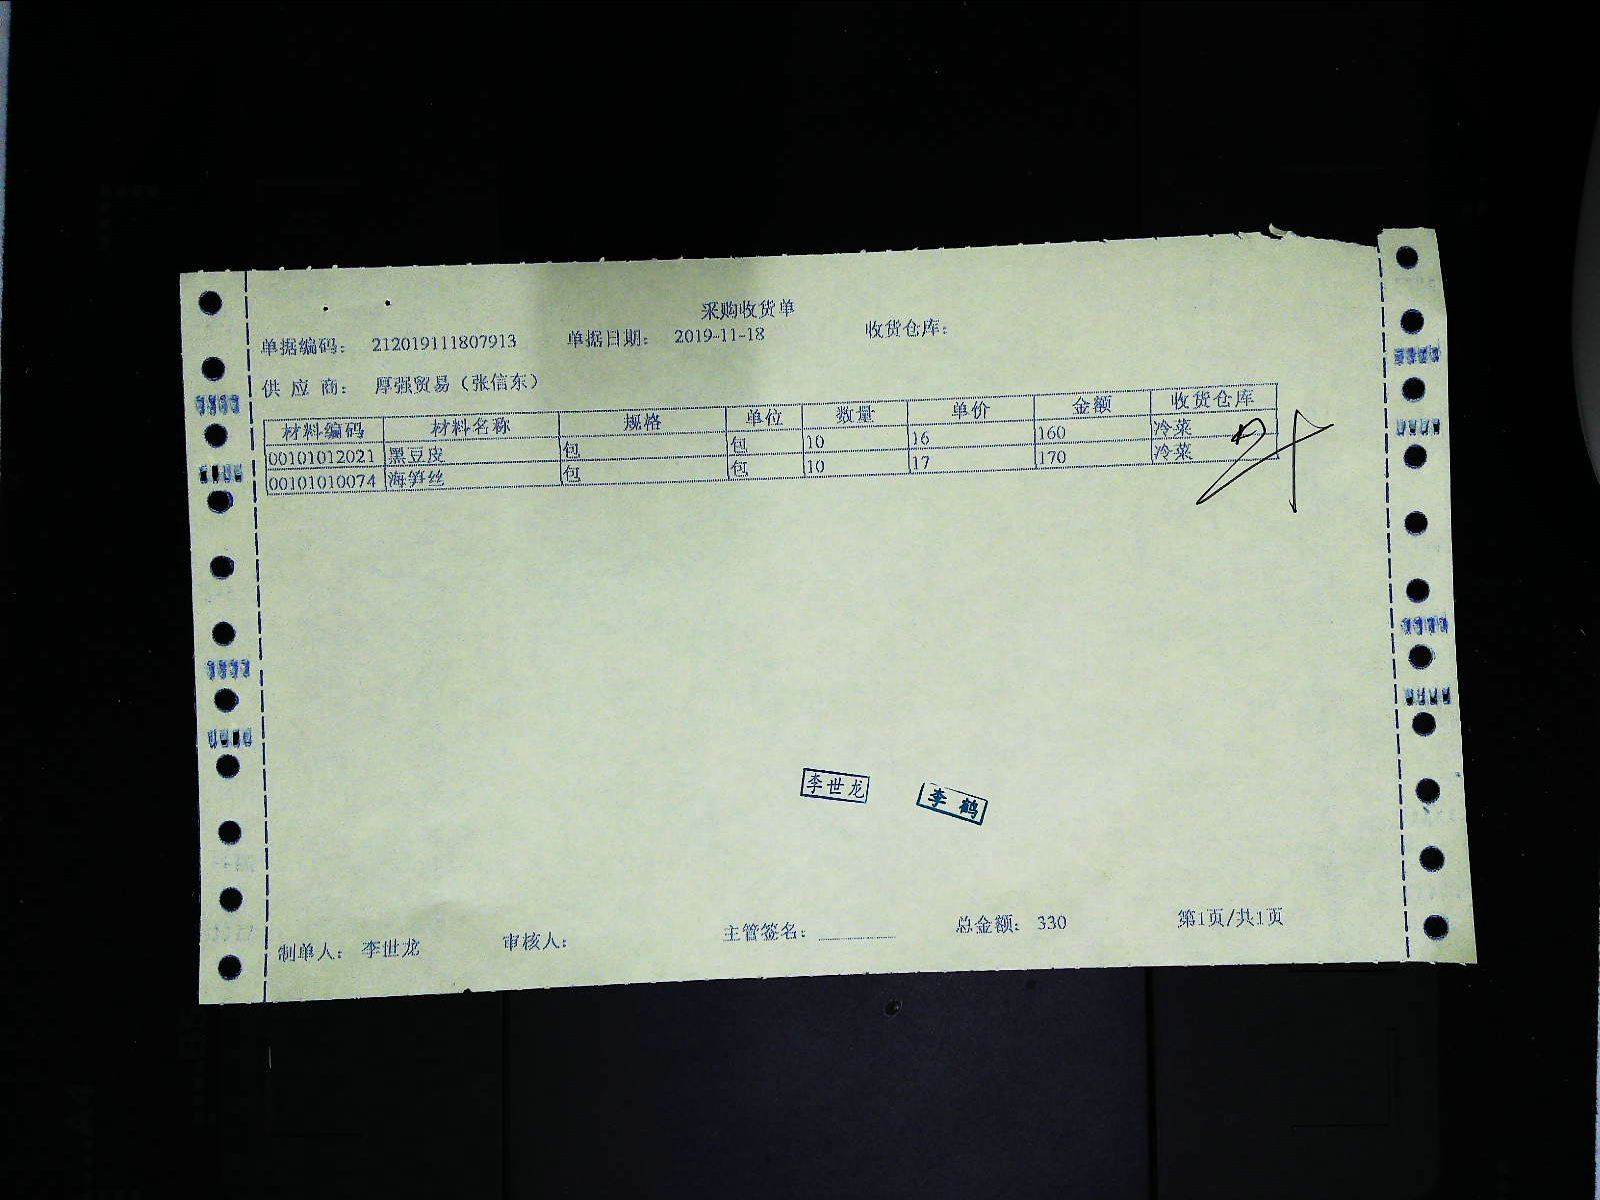 采购收货单
单据编码： 212019111807913 单据日期： 2019-11-18 收货仓库：
供 应 商： 厚强贸易（张信东）
材料编码 材料名称 规格 单位 数量 单价 金额 收货仓库
00101012021 黑豆皮 包 包 10 16 160 冷菜
00101010074 海笋丝 包 包 10 17 170 冷菜
李世龙 李鹤
制单人： 李世龙 审核人： 主管签名： 总金额： 330 第1页/共1页